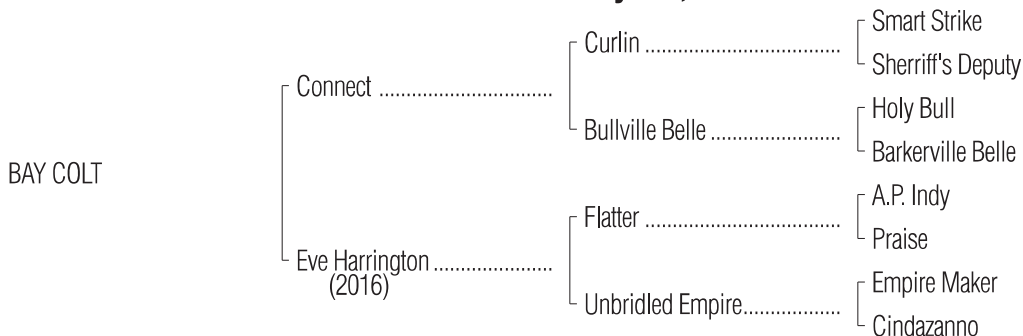 Smart Strike
Curlin ........................................
Sherriff's Deputy
Connect ...................................
Holy Bull
Bullville Belle ...........................
Barkerville Belle
BAY COLT
A.P. Indy
Flatter ........................................
Praise
Eve Harrington ........................
(2016)
Empire Maker
Unbridled Empire....................
Cindazanno